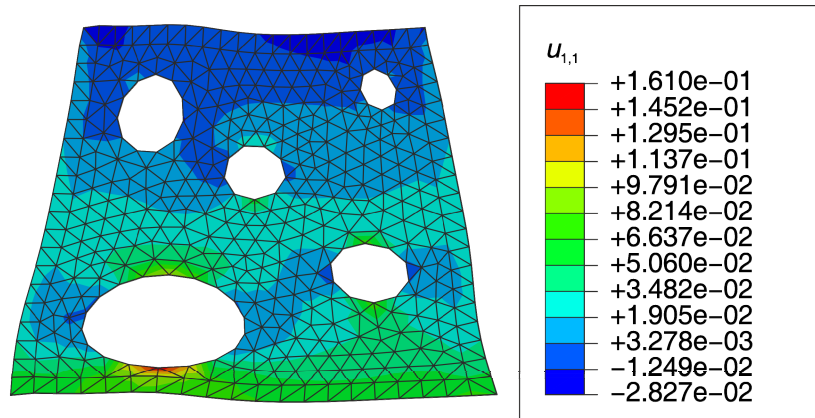 u1,1
+1.610e−01
+1.452e−01
+1.295e−01
+1.137e−01
+9.791e−02
+8.214e−02
+6.637e−02
+5.060e−02
+3.482e−02
+1.905e−02
+3.278e−03
−1.249e−02
−2.827e−02